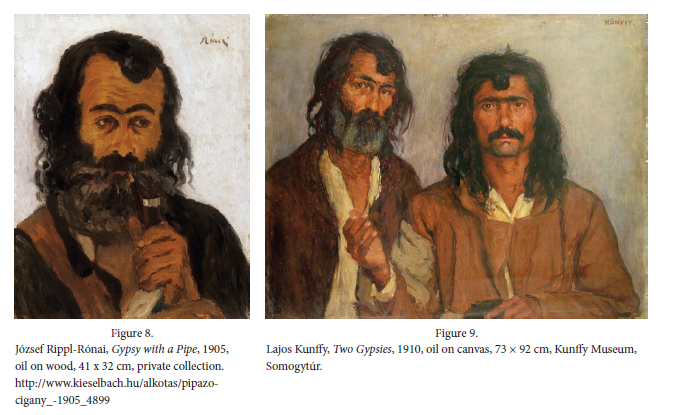 Rónai
KÜNFFY.
Figure 8.
József Rippl-Rónai, Gypsy with a Pipe, 1905,
oil on wood, 41 x 32 cm, private collection.
http://www.kieselbach.hu/alkotas/pipazo-
cigany_-1905_4899
Figure 9.
Lajos Kunffy, Two Gypsies, 1910, oil on canvas, 73 × 92 cm, Kunffy Museum,
Somogytúr.